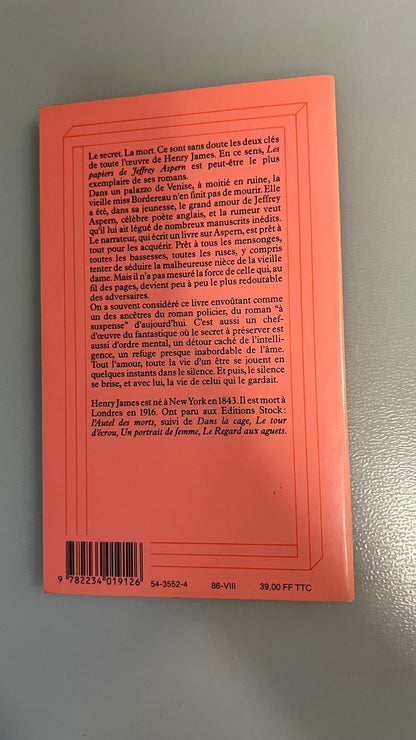 Le secret. La mort. Ce sont sans doute les deux clés
de toute l'œuvre de Henry James. En ce sens, Les
papiers de Jeffrey Aspern est peut-être le plus
exemplaire de ses romans.
Dans un palazzo de Venise, à moitié en ruine, la
vieille miss Bordereau n'en finit pas de mourir. Elle
a été, dans sa jeunesse, le grand amour de Jeffrey
Aspern, célèbre poète anglais, et la rumeur veut
qu'il lui ait légué de nombreux manuscrits inédits.
Le narrateur, qui écrit un livre sur Aspern, est prêt à
tout pour les acquérir. Prêt à tous les mensonges,
toutes les bassesses, toutes les ruses, y compris
tenter de séduire la malheureuse nièce de la vieille
dame. Mais il n'a pas mesuré la force de celle qui, au
fil des pages, devient peu à peu le plus redoutable
des adversaires.
On a souvent considéré ce livre envoûtant comme
un des ancêtres du roman policier, du roman "à
suspense" d'aujourd'hui. C'est aussi un chef-
d'œuvre du fantastique où le secret à préserver est
aussi d'ordre mental, un détour caché de l'intelli-
gence, un refuge presque inabordable de l'âme.
Tout l'amour, toute la vie d'un être se jouent en
quelques instants dans le silence. Et puis, le silence
se brise, et avec lui, la vie de celui qui le gardait.
Henry James est né à New York en 1843. Il est mort à
Londres en 1916. Ont paru aux Editions Stock :
l'Autel des morts, suivi de Dans la cage, Le tour
d'écrou, Un portrait de femme, Le Regard aux aguets.
9 782234 019126
54-3552-4 86-VIII 39,00 FF TTC